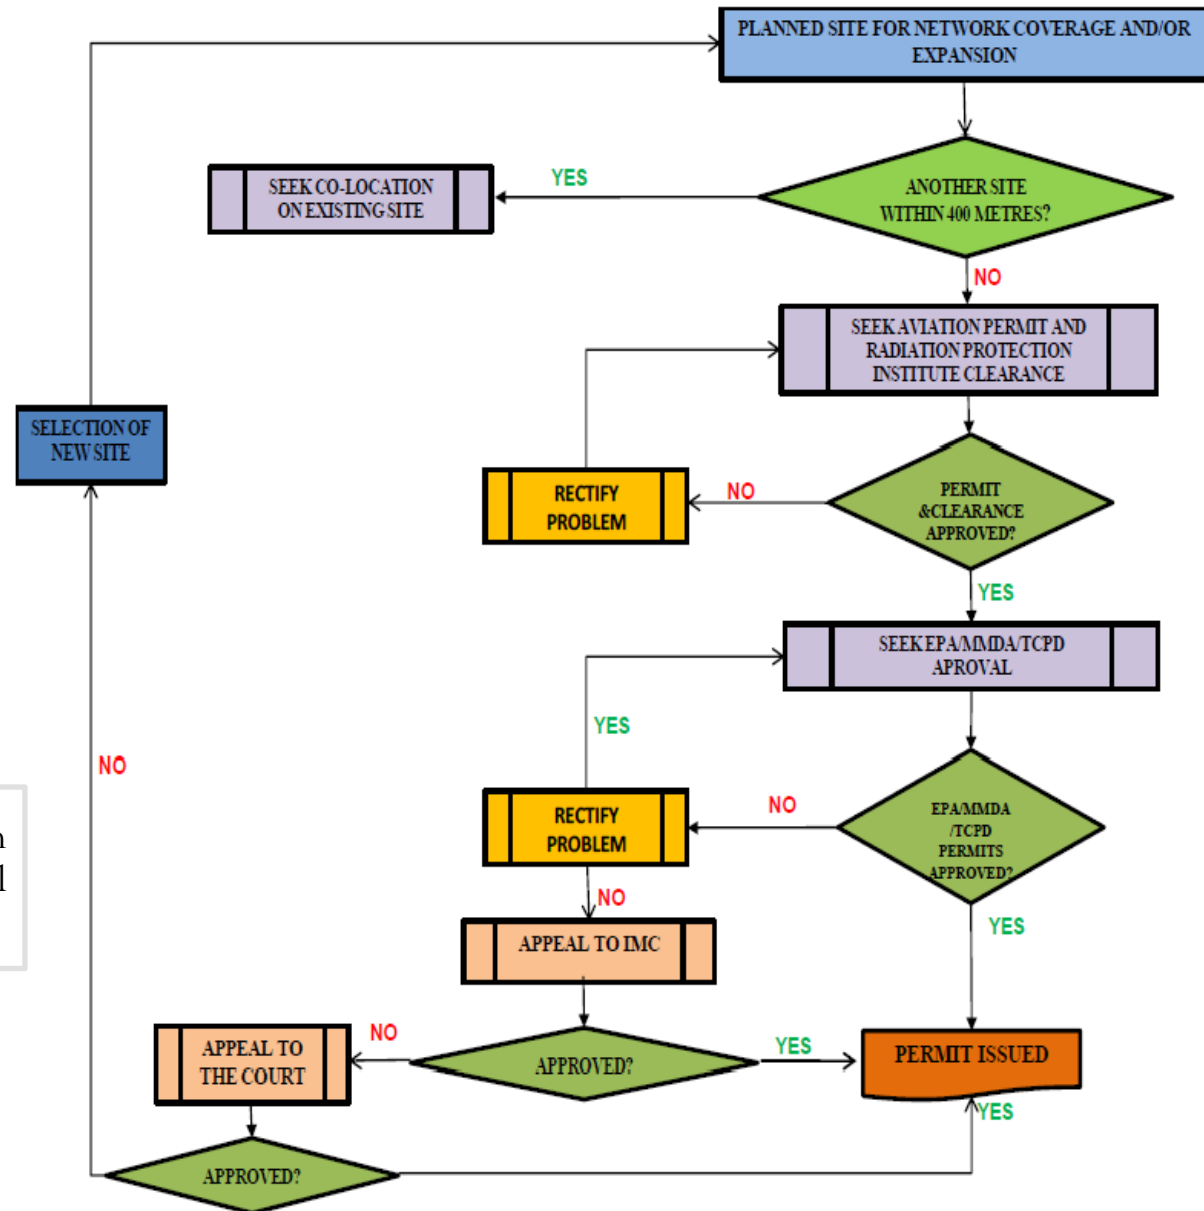 PLANNED SITE FOR NETWORK COVERAGE AND/OR
EXPANSION
ANOTHER SITE
WITHIN 400 METRES?
YES
SEEK CO-LOCATION
ON EXISTING SITE
NO
SEEK AVIATION PERMIT AND
RADIATION PROTECTION
INSTITUTE CLEARANCE
SELECTION OF
NEW SITE
PERMIT
&CLEARANCE
APPROVED?
NO
RECTIFY
PROBLEM
YES
SEEK EPA/MMDA/TCPD
APROVAL
YES
NO
EPA/MMDA
/TCPD
PERMITS
APPROVED?
NO
RECTIFY
PROBLEM
NO
YES
APPEAL TO IMC
APPROVED?
YES
PERMIT ISSUED
NO
APPEAL TO
THE COURT
YES
APPROVED?